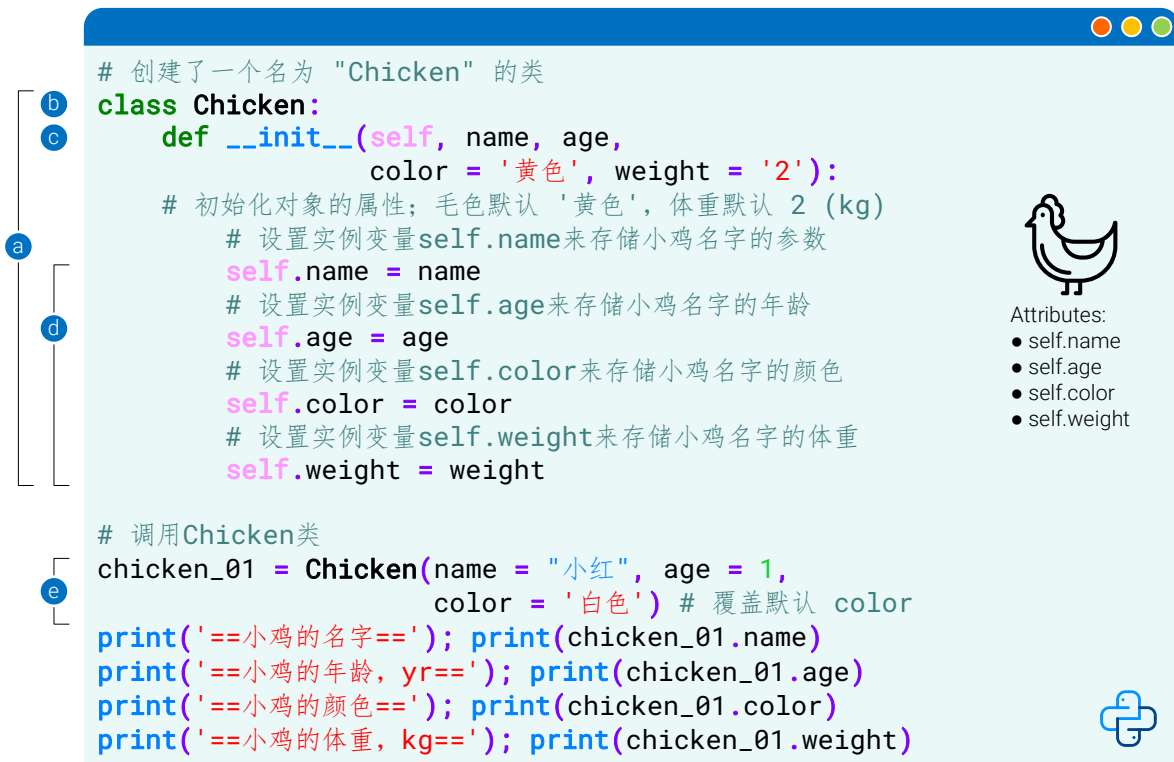 # 创建了一个名为 "Chicken" 的类
b
class Chicken:
c
def __init__(self, name, age,
color = '黄色', weight = '2'):
# 初始化对象的属性；毛色默认 '黄色'，体重默认 2 (kg)
a
# 设置实例变量self.name来存储小鸡名字的参数
self.name = name
# 设置实例变量self.age来存储小鸡名字的年龄
d
self.age = age
# 设置实例变量self.color来存储小鸡名字的颜色
self.color = color
# 设置实例变量self.weight来存储小鸡名字的体重
self.weight = weight
Attributes:
● self.name
● self.age
● self.color
● self.weight
# 调用Chicken类
e
chicken_01 = Chicken(name = "小红", age = 1,
color = '白色') # 覆盖默认 color
print('==小鸡的名字=='); print(chicken_01.name)
print('==小鸡的年龄，yr=='); print(chicken_01.age)
print('==小鸡的颜色=='); print(chicken_01.color)
print('==小鸡的体重，kg=='); print(chicken_01.weight)